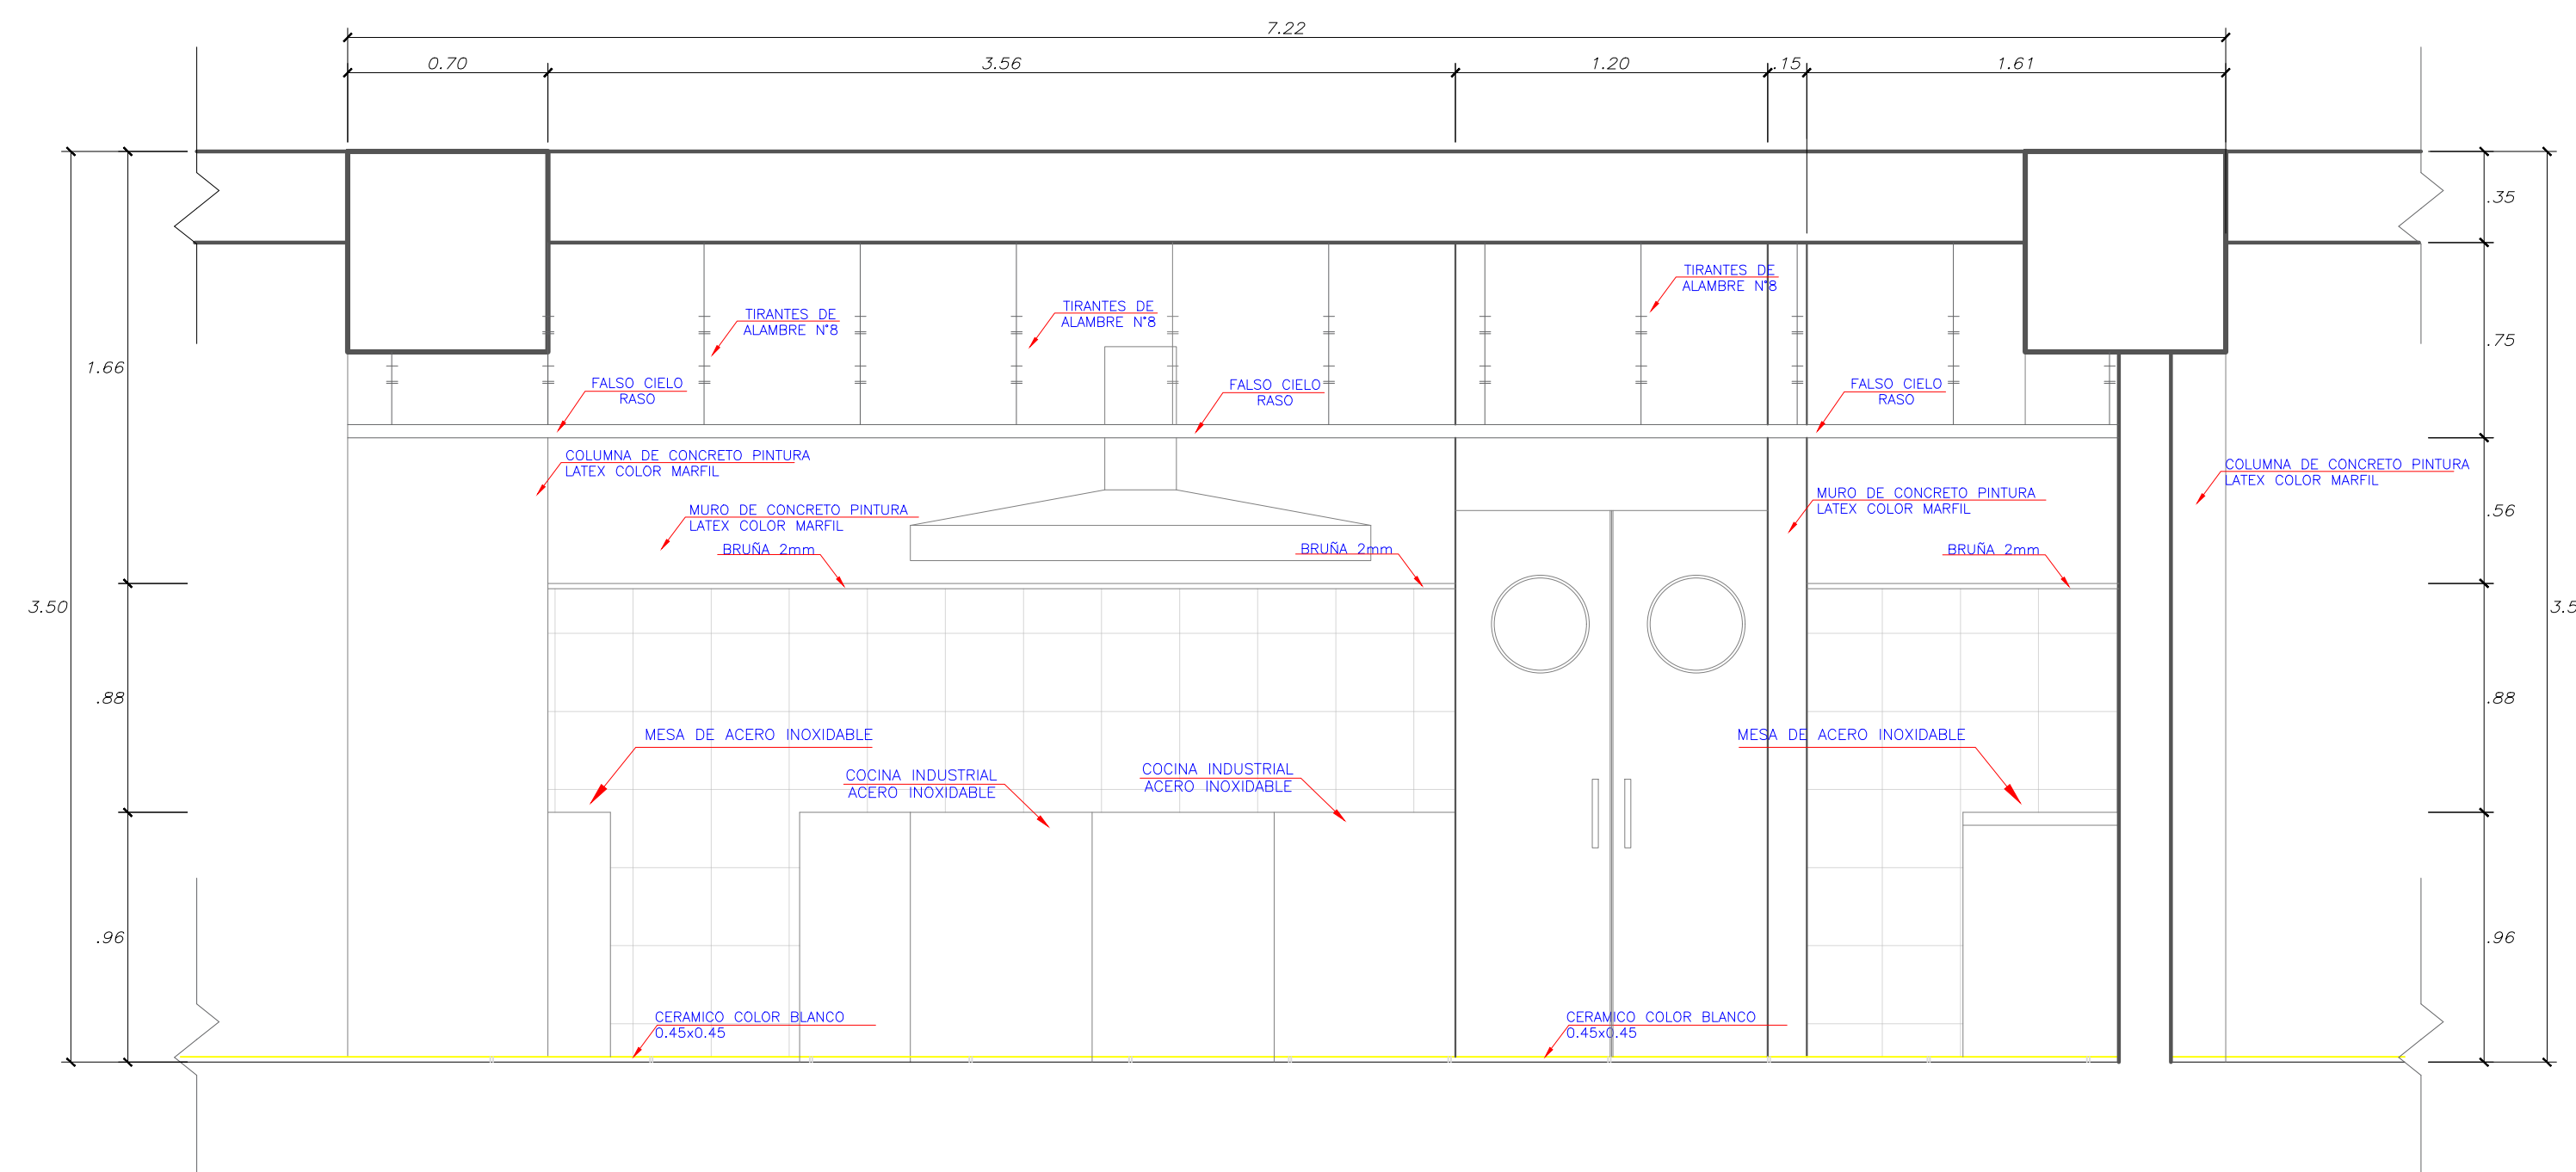 7.22
0.70
3.56
1.20
.15
1.61
.35
TIRANTES DE
ALAMBRE N°8
TIRANTES DE
ALAMBRE N°8
TIRANTES DE
ALAMBRE N°8
.75
1.66
FALSO CIELO
RASO
FALSO CIELO
RASO
FALSO CIELO
RASO
COLUMNA DE CONCRETO PINTURA
LATEX COLOR MARFIL
COLUMNA DE CONCRETO PINTURA
LATEX COLOR MARFIL
MURO DE CONCRETO PINTURA
LATEX COLOR MARFIL
MURO DE CONCRETO PINTURA
LATEX COLOR MARFIL
.56
BRUÑA 2mm
BRUÑA 2mm
BRUÑA 2mm
3.50
3.5
.88
.88
MESA DE ACERO INOXIDABLE
MESA DE ACERO INOXIDABLE
COCINA INDUSTRIAL
ACERO INOXIDABLE
COCINA INDUSTRIAL
ACERO INOXIDABLE
.96
.96
CERAMICO COLOR BLANCO
0.45x0.45
CERAMICO COLOR BLANCO
0.45x0.45